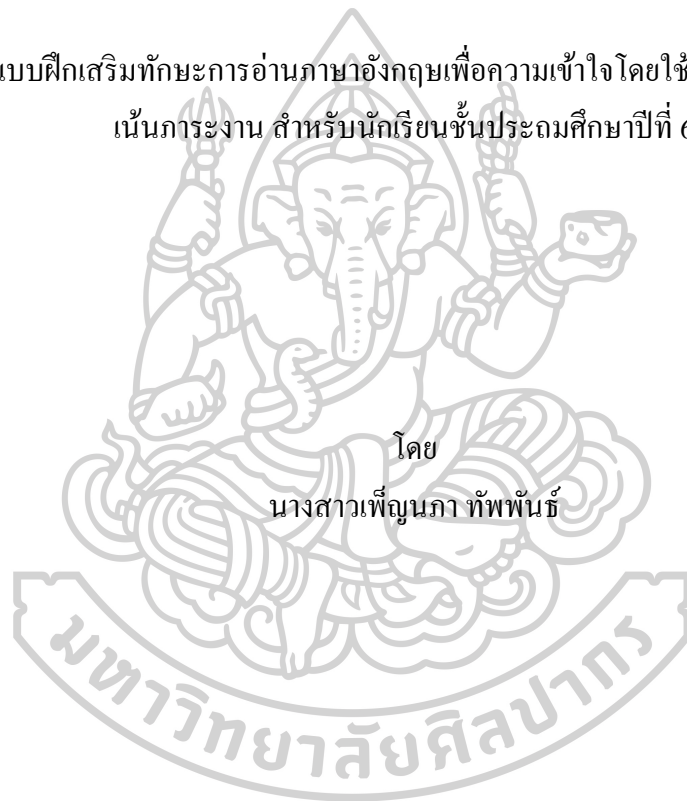 แบบฝึกเสริมทักษะการอ่านภาษาอังกฤษเพื่อความเข้าใจโดยใช้
เน้นภาระงาน สำหรับนักเรียนชั้นประถมศึกษาปีที่ 6
โดย
นางสาวเพ็ญนภา ทัพพันธ์
มหาวิทยาลัยศิลปากร